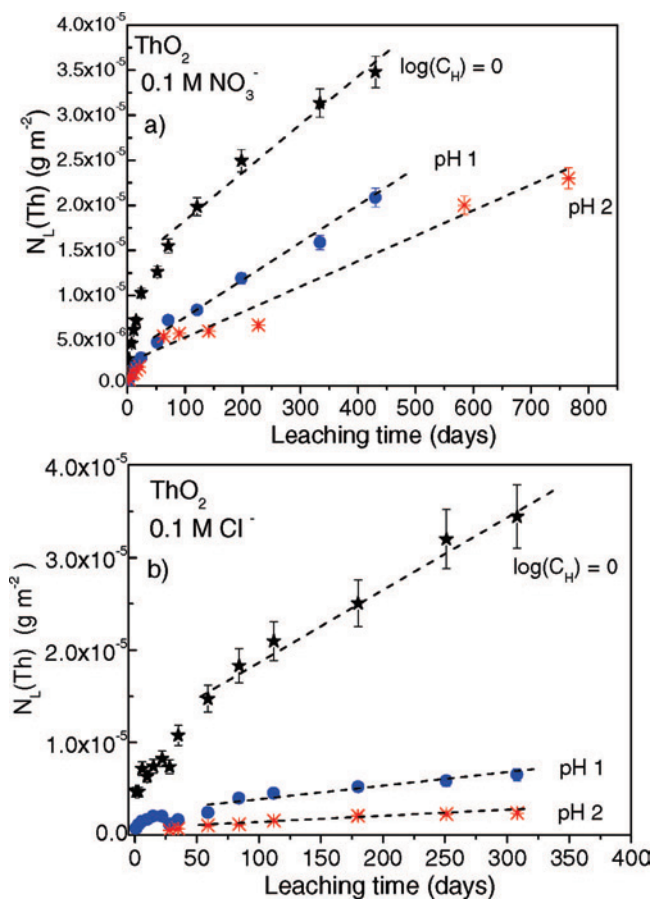 ThO₂
0.1 M NO₃⁻
a)
log(C_H) = 0
pH 1
pH 2
N_L(Th) (g m⁻²)
4.0x10⁻⁵
3.5x10⁻⁵
3.0x10⁻⁵
2.5x10⁻⁵
2.0x10⁻⁵
1.5x10⁻⁵
1.0x10⁻⁵
5.0x10⁻⁶
0.0
0 100 200 300 400 500 600 700 800
Leaching time (days)
ThO₂
0.1 M Cl⁻
b)
log(C_H) = 0
pH 1
pH 2
N_L(Th) (g m⁻²)
4.0x10⁻⁵
3.0x10⁻⁵
2.0x10⁻⁵
1.0x10⁻⁵
0.0
0 50 100 150 200 250 300 350 400
Leaching time (days)